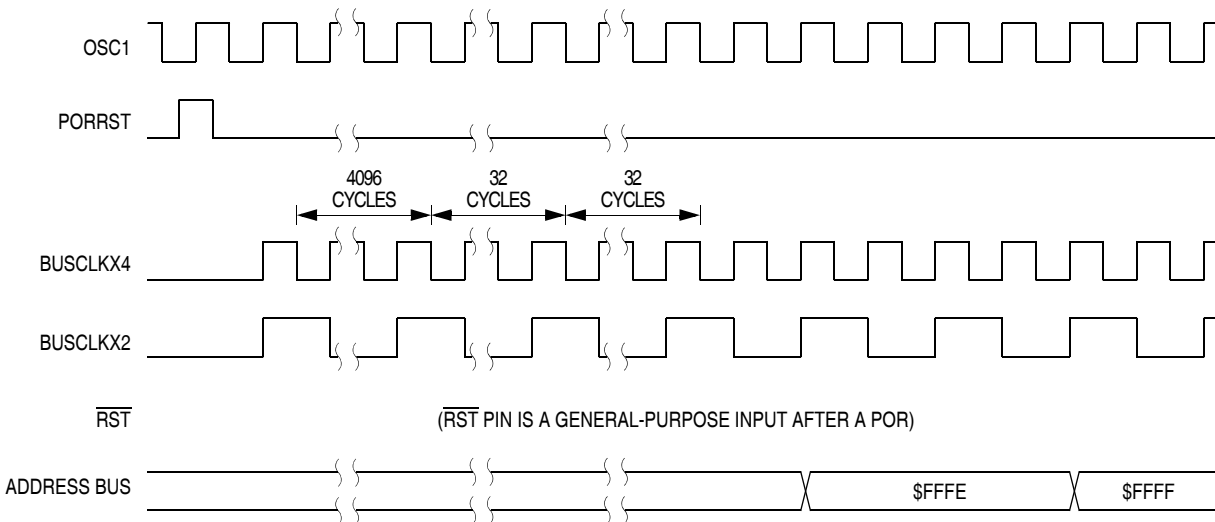 OSC1
PORRST
4096
CYCLES
32
CYCLES
32
CYCLES
BUSCLKX4
BUSCLKX2
RST
(RST PIN IS A GENERAL-PURPOSE INPUT AFTER A POR)
ADDRESS BUS
$FFFE
$FFFF